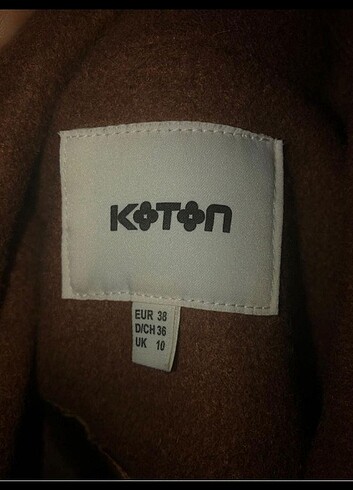 KOTON
EUR 38
D/CH 36
UK 10